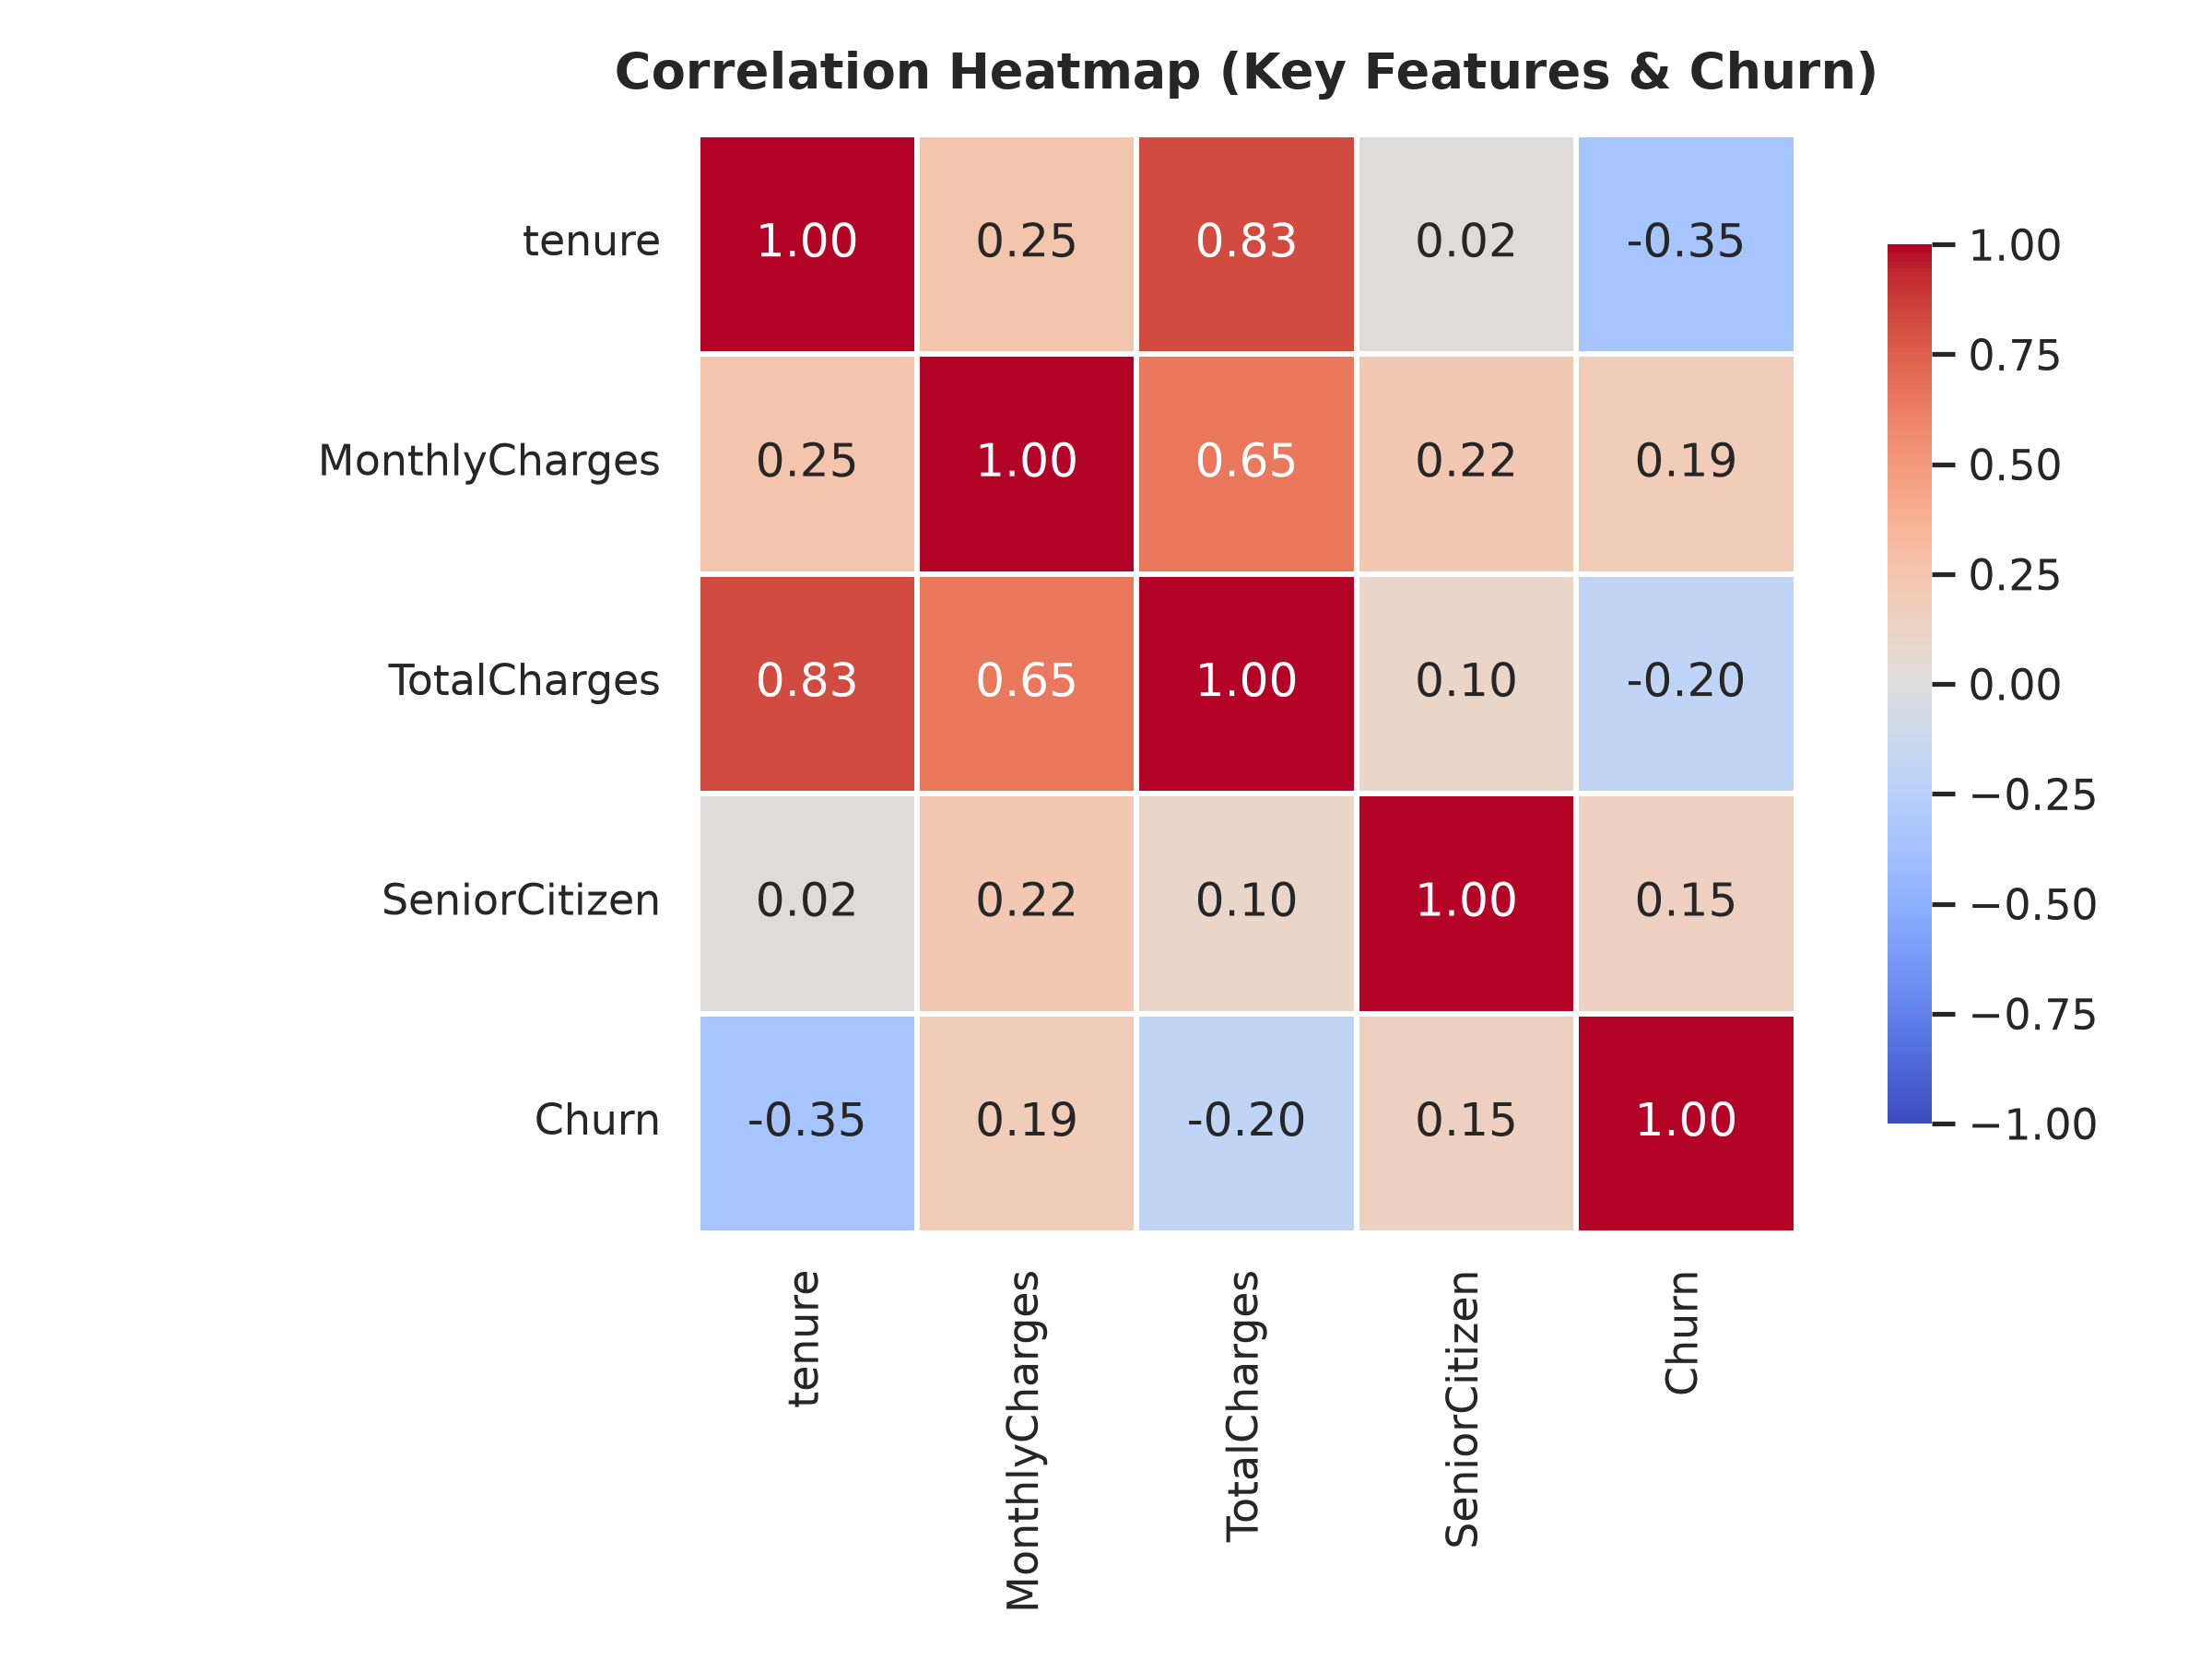 Correlation Heatmap (Key Features & Churn)
tenure 1.00 0.25 0.83 0.02 -0.35
MonthlyCharges 0.25 1.00 0.65 0.22 0.19
TotalCharges 0.83 0.65 1.00 0.10 -0.20
SeniorCitizen 0.02 0.22 0.10 1.00 0.15
Churn -0.35 0.19 -0.20 0.15 1.00
tenure
MonthlyCharges
TotalCharges
SeniorCitizen
Churn
1.00
0.75
0.50
0.25
0.00
−0.25
−0.50
−0.75
−1.00